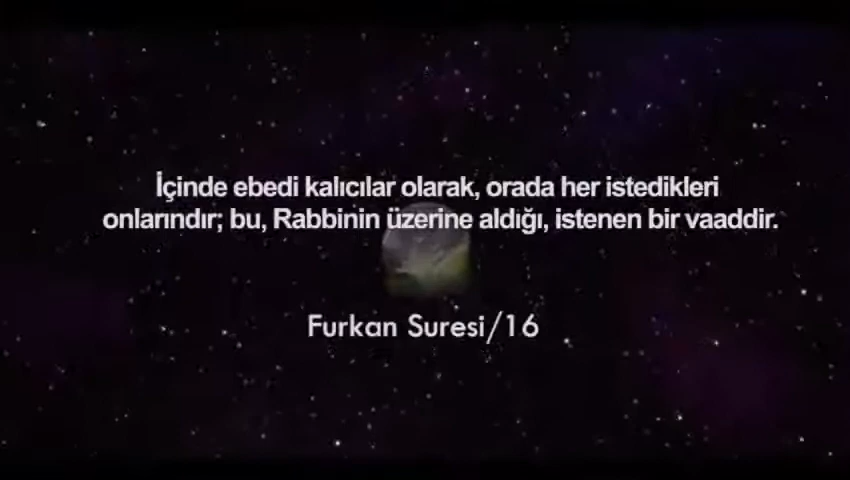 İçinde ebedi kalıcılar olarak, orada her istedikleri
onlarındır; bu, Rabbinin üzerine aldığı, istenen bir vaaddir.
Furkan Suresi/16